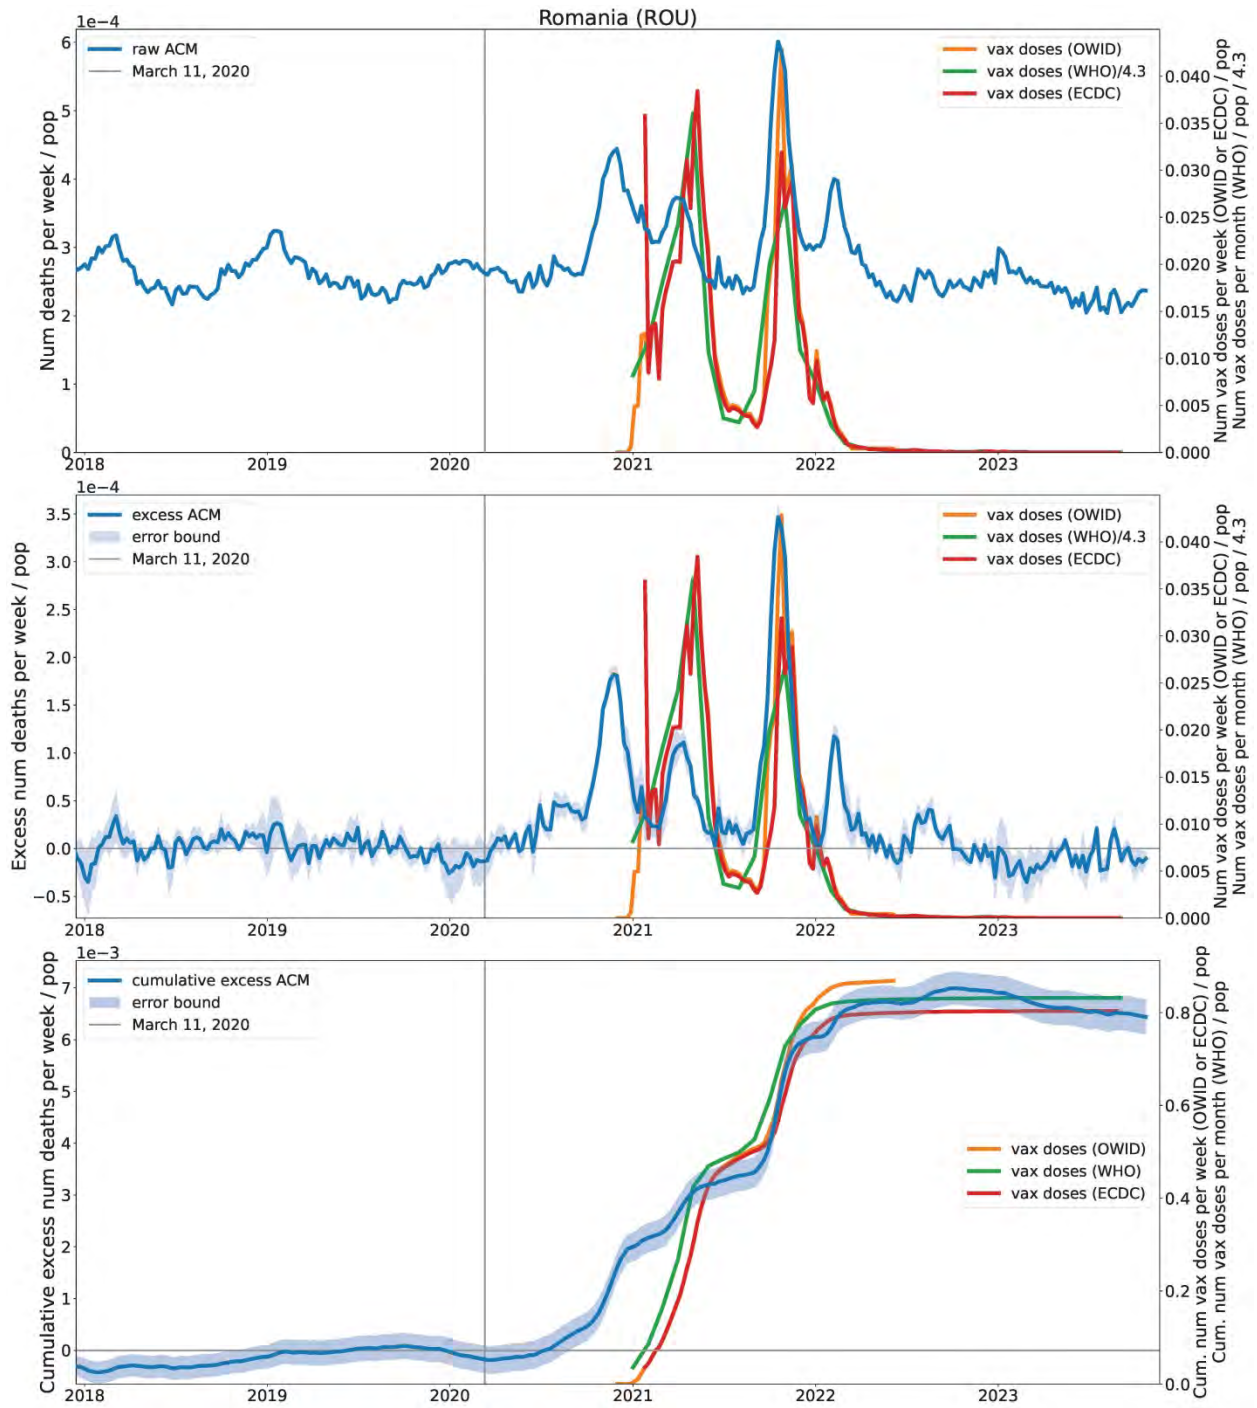 Romania (ROU)
1e−4
raw ACM
March 11, 2020
vax doses (OWID)
vax doses (WHO)/4.3
vax doses (ECDC)
Num deaths per week / pop
6
5
4
3
2
1
0
0.040
0.035
0.030
0.025
0.020
0.015
0.010
0.005
0.000
Num vax doses per week (OWID or ECDC) / pop
Num vax doses per month (WHO) / pop / 4.3
2018 2019 2020 2021 2022 2023
1e−4
excess ACM
error bound
March 11, 2020
vax doses (OWID)
vax doses (WHO)/4.3
vax doses (ECDC)
Excess num deaths per week / pop
3.5
3.0
2.5
2.0
1.5
1.0
0.5
0.0
−0.5
0.040
0.035
0.030
0.025
0.020
0.015
0.010
0.005
0.000
Num vax doses per week (OWID or ECDC) / pop
Num vax doses per month (WHO) / pop / 4.3
2018 2019 2020 2021 2022 2023
1e−3
cumulative excess ACM
error bound
March 11, 2020
vax doses (OWID)
vax doses (WHO)
vax doses (ECDC)
Cumulative excess num deaths per week / pop
7
6
5
4
3
2
1
0
0.8
0.6
0.4
0.2
0.0
Cum. num vax doses per week (OWID or ECDC) / pop
Cum. num vax doses per month (WHO) / pop
2018 2019 2020 2021 2022 2023